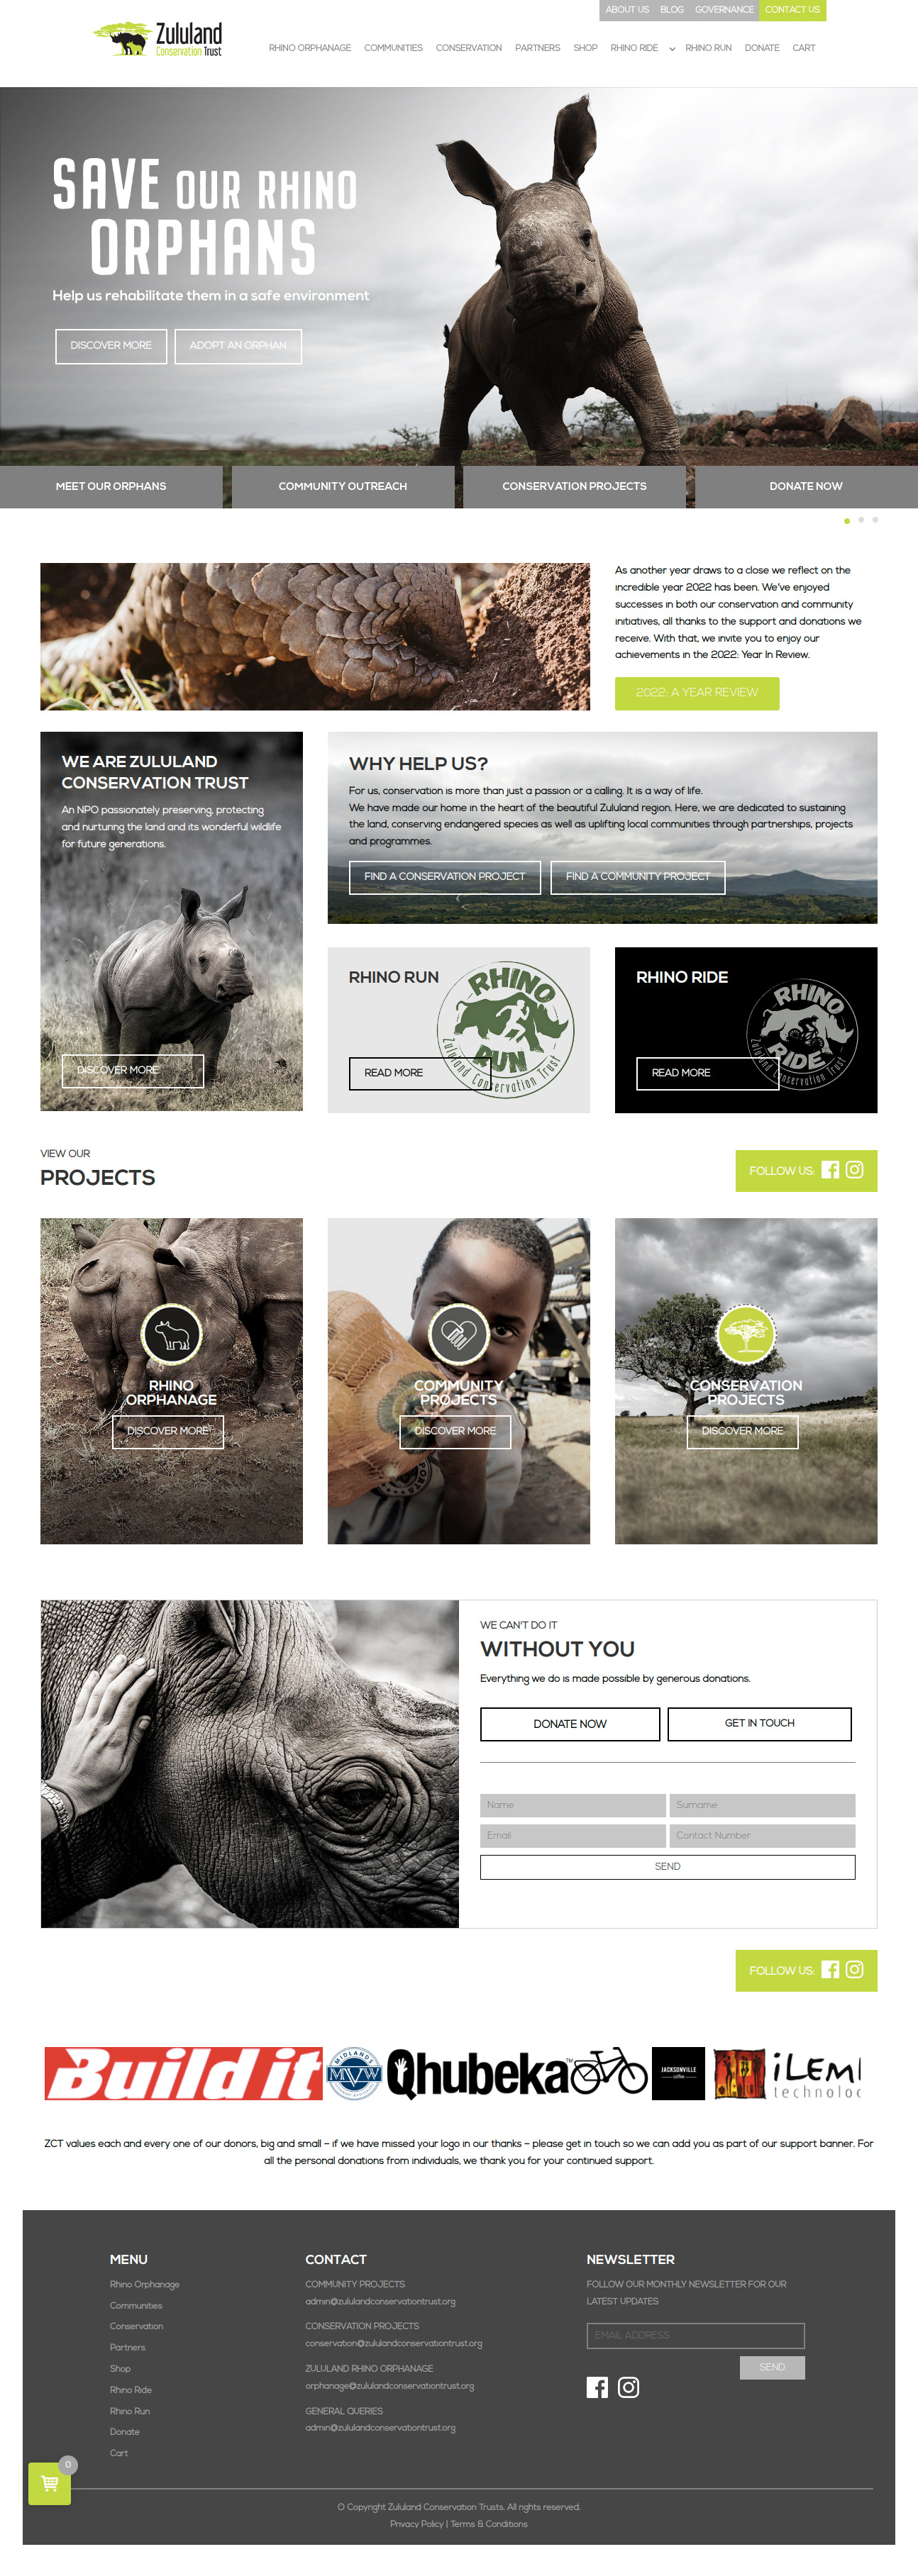 ABOUT US BLOG GOVERNANCE CONTACT US
Zululand
Conservation Trust
RHINO ORPHANAGE COMMUNITIES CONSERVATION PARTNERS SHOP RHINO RIDE RHINO RUN DONATE CART
SAVE OUR RHINO
ORPHANS
Help us rehabilitate them in a safe environment
DISCOVER MORE ADOPT AN ORPHAN
MEET OUR ORPHANS COMMUNITY OUTREACH CONSERVATION PROJECTS DONATE NOW
As another year draws to a close we reflect on the
incredible year 2022 has been. We've enjoyed
successes in both our conservation and community
initiatives, all thanks to the support and donations we
receive. With that, we invite you to enjoy our
achievements in the 2022: Year In Review.
2022: A YEAR REVIEW
WE ARE ZULULAND
CONSERVATION TRUST
An NPO passionately preserving, protecting
and nurturing the land and its wonderful wildlife
for future generations.
DISCOVER MORE
WHY HELP US?
For us, conservation is more than just a passion or a calling. It is a way of life.
We have made our home in the heart of the beautiful Zululand region. Here, we are dedicated to sustaining
the land, conserving endangered species as well as uplifting local communities through partnerships, projects
and programmes.
FIND A CONSERVATION PROJECT FIND A COMMUNITY PROJECT
RHINO RUN
READ MORE
RHINO
RUN
Zululand Conservation Trust
RHINO RIDE
READ MORE
RHINO
RIDE
Zululand Conservation Trust
VIEW OUR
PROJECTS
FOLLOW US:
RHINO
ORPHANAGE
DISCOVER MORE
COMMUNITY
PROJECTS
DISCOVER MORE
CONSERVATION
PROJECTS
DISCOVER MORE
WE CAN'T DO IT
WITHOUT YOU
Everything we do is made possible by generous donations.
DONATE NOW GET IN TOUCH
Name Surname
Email Contact Number
SEND
FOLLOW US:
Build it
MIDLANDS
MVW
Qhubeka™
JACKSONVILLE
coffee
iLEMI
technoloc
ZCT values each and every one of our donors, big and small – if we have missed your logo in our thanks – please get in touch so we can add you as part of our support banner. For
all the personal donations from individuals, we thank you for your continued support.
MENU
Rhino Orphanage
Communities
Conservation
Partners
Shop
Rhino Ride
Rhino Run
Donate
Cart
CONTACT
COMMUNITY PROJECTS
admin@zululandconservationtrust.org
CONSERVATION PROJECTS
conservation@zululandconservationtrust.org
ZULULAND RHINO ORPHANAGE
orphanage@zululandconservationtrust.org
GENERAL QUERIES
admin@zululandconservationtrust.org
NEWSLETTER
FOLLOW OUR MONTHLY NEWSLETTER FOR OUR
LATEST UPDATES
EMAIL ADDRESS
SEND
0
© Copyright Zululand Conservation Trusts. All rights reserved.
Privacy Policy | Terms & Conditions